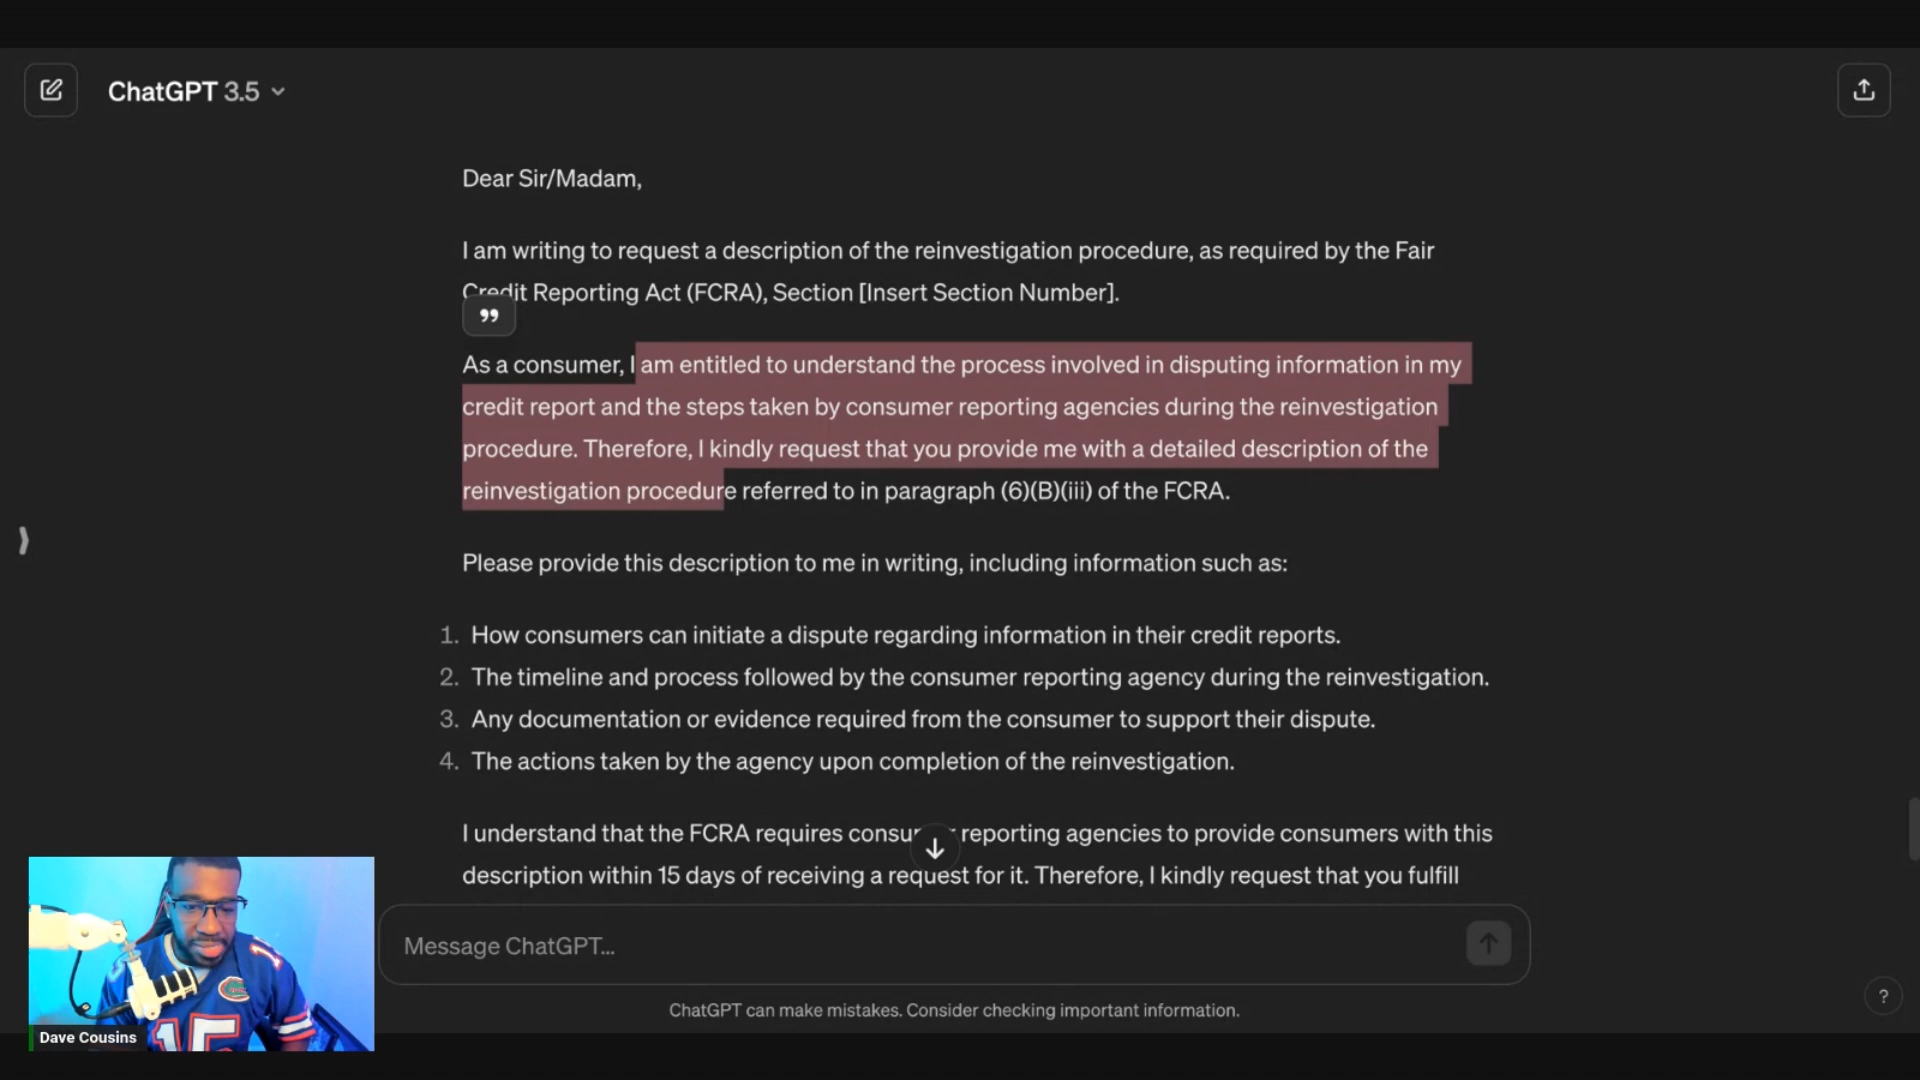 ChatGPT 3.5
Dear Sir/Madam,
I am writing to request a description of the reinvestigation procedure, as required by the Fair
Credit Reporting Act (FCRA), Section [Insert Section Number].
As a consumer, I am entitled to understand the process involved in disputing information in my
credit report and the steps taken by consumer reporting agencies during the reinvestigation
procedure. Therefore, I kindly request that you provide me with a detailed description of the
reinvestigation procedure referred to in paragraph (6)(B)(iii) of the FCRA.
Please provide this description to me in writing, including information such as:
1. How consumers can initiate a dispute regarding information in their credit reports.
2. The timeline and process followed by the consumer reporting agency during the reinvestigation.
3. Any documentation or evidence required from the consumer to support their dispute.
4. The actions taken by the agency upon completion of the reinvestigation.
I understand that the FCRA requires consumer reporting agencies to provide consumers with this
description within 15 days of receiving a request for it. Therefore, I kindly request that you fulfill
Message ChatGPT...
ChatGPT can make mistakes. Consider checking important information.
?
15
Dave Cousins